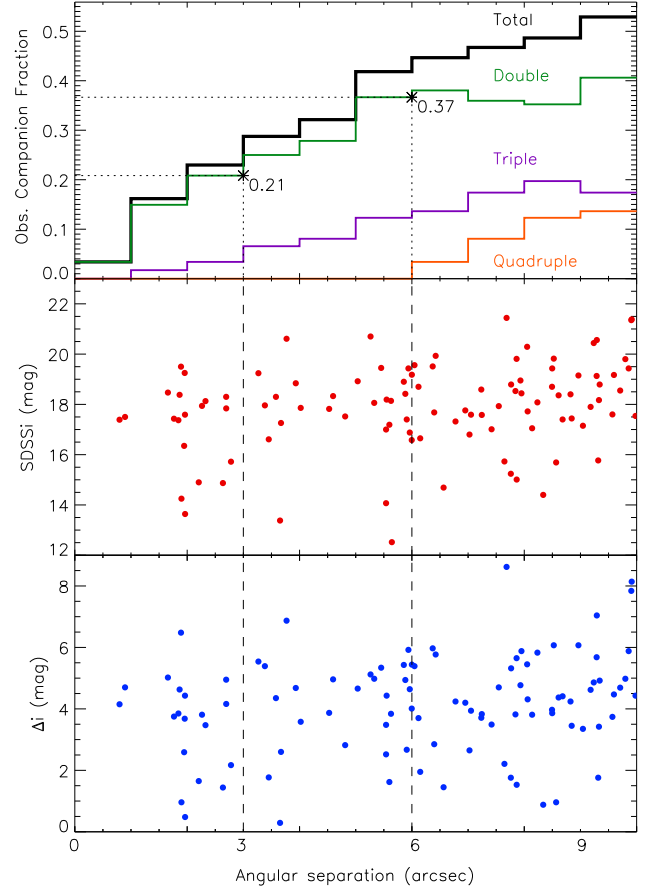 Obs. Companion Fraction
0.5
0.4
0.3
0.2
0.1
0.0
Total
Double
0.37
Triple
0.21
Quadruple
SDSSi (mag)
22
20
18
16
14
12
Δi (mag)
8
6
4
2
0
0
3
6
9
Angular separation (arcsec)